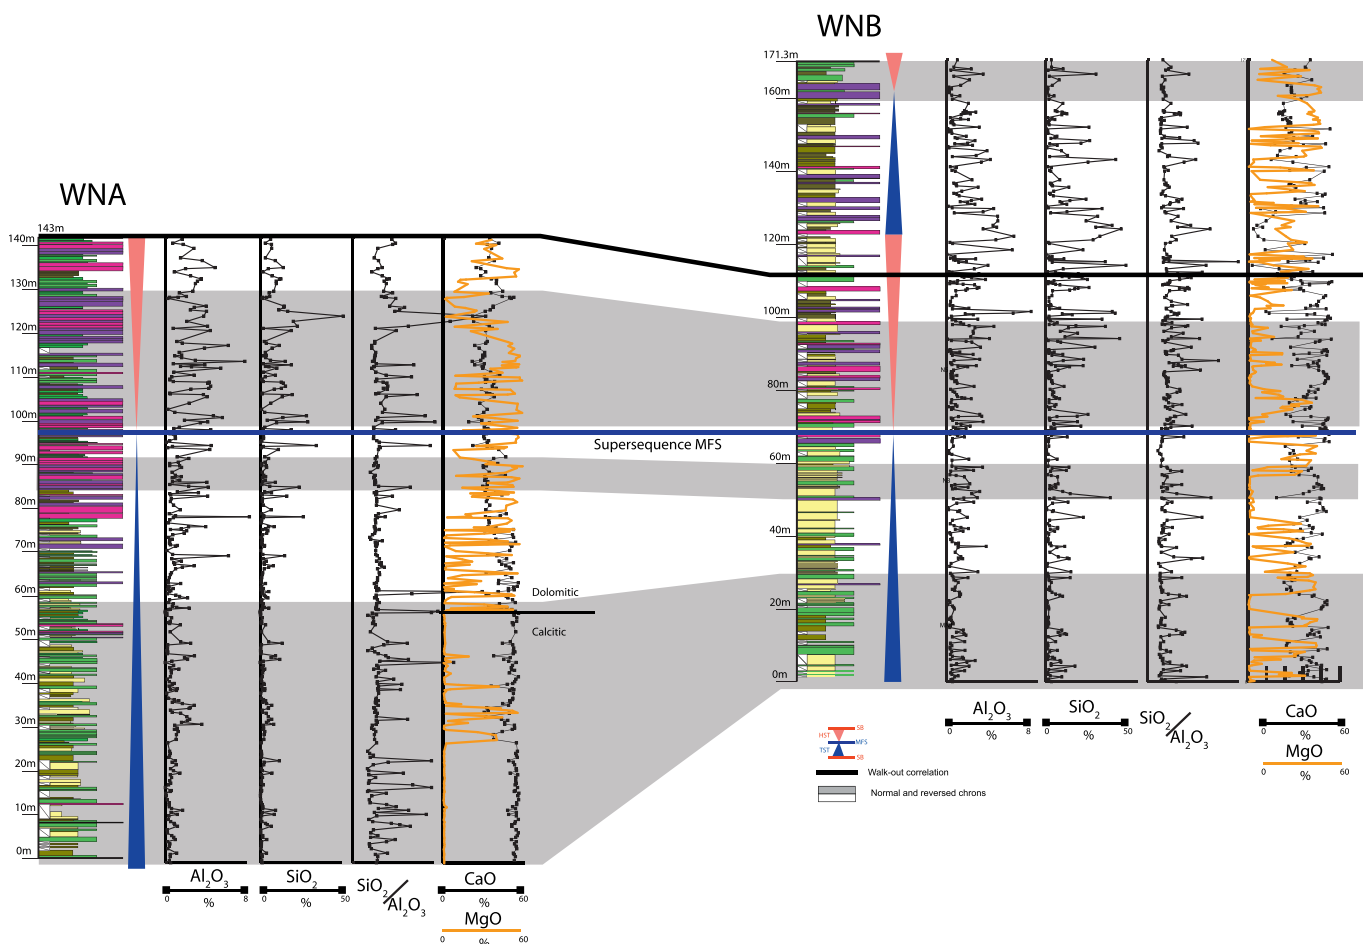 WNB
171.3m
160m
140m
120m
100m
80m
60m
40m
20m
0m
WNA
143m
140m
130m
120m
110m
100m
90m
80m
70m
60m
50m
40m
30m
20m
10m
0m
Supersequence MFS
Dolomitic
Calcitic
Al2O3
0 8
%
SiO2
0 50
%
SiO2/Al2O3
CaO
0 % 60
MgO
0 % 60
Al2O3
0 8
%
SiO2
0 50
%
SiO2/Al2O3
CaO
0 % 60
MgO
0 % 60
SB
HST
MFS
TST
SB
Walk-out correlation
Normal and reversed chrons